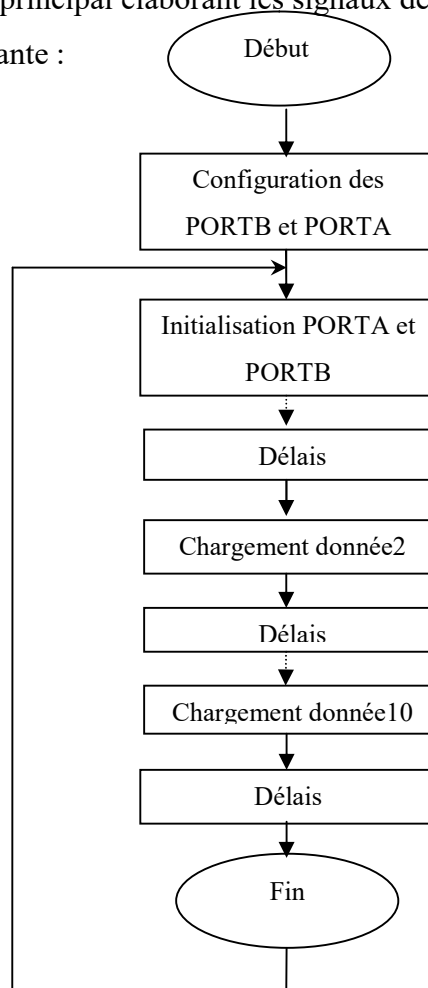 principal élaborant les signaux de
ante :
Début
Configuration des
PORTB et PORTA
Initialisation PORTA et
PORTB
Délais
Chargement donnée2
Délais
Chargement donnée10
Délais
Fin